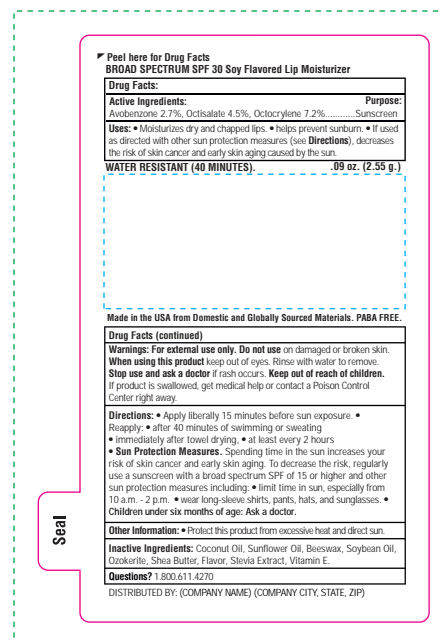 Peel here for Drug Facts
BROAD SPECTRUM SPF 30 Soy Flavored Lip Moisturizer
Drug Facts:
Active Ingredients: Purpose:
Avobenzone 2.7%, Octisalate 4.5%, Octocrylene 7.2%............Sunscreen
Uses: • Moisturizes dry and chapped lips. • helps prevent sunburn. • If used
as directed with other sun protection measures (see Directions), decreases
the risk of skin cancer and early skin aging caused by the sun.
WATER RESISTANT (40 MINUTES). .09 oz. (2.55 g.)
Made in the USA from Domestic and Globally Sourced Materials. PABA FREE.
Drug Facts (continued)
Warnings: For external use only. Do not use on damaged or broken skin.
When using this product keep out of eyes. Rinse with water to remove.
Stop use and ask a doctor if rash occurs. Keep out of reach of children.
If product is swallowed, get medical help or contact a Poison Control
Center right away.
Directions: • Apply liberally 15 minutes before sun exposure. •
Reapply: • after 40 minutes of swimming or sweating
• immediately after towel drying, • at least every 2 hours
• Sun Protection Measures. Spending time in the sun increases your
risk of skin cancer and early skin aging. To decrease the risk, regularly
use a sunscreen with a broad spectrum SPF of 15 or higher and other
sun protection measures including: • limit time in sun, especially from
10 a.m. - 2 p.m. • wear long-sleeve shirts, pants, hats, and sunglasses. •
Children under six months of age: Ask a doctor.
Other Information: • Protect this product from excessive heat and direct sun.
Inactive Ingredients: Coconut Oil, Sunflower Oil, Beeswax, Soybean Oil,
Ozokerite, Shea Butter, Flavor, Stevia Extract, Vitamin E.
Questions? 1.800.611.4270
DISTRIBUTED BY: (COMPANY NAME) (COMPANY CITY, STATE, ZIP)
Seal